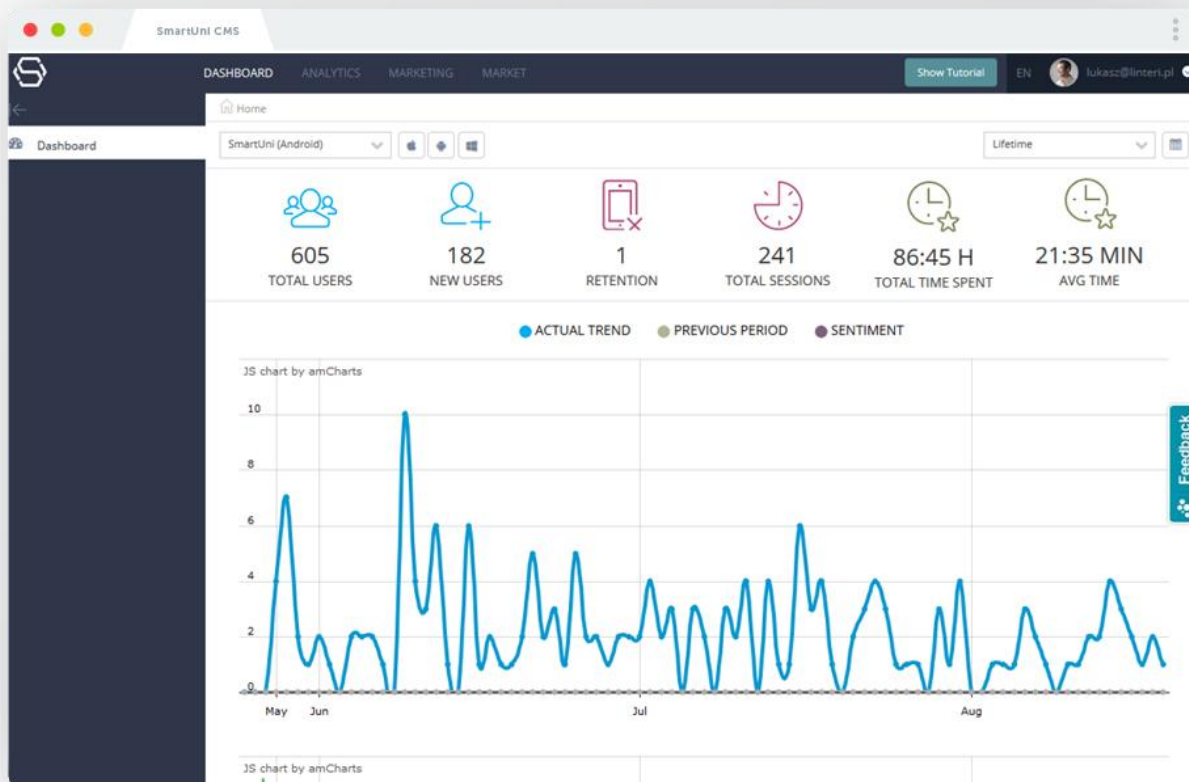 SmartUni CMS
DASHBOARD ANALYTICS MARKETING MARKET Show Tutorial EN lukasz@linteri.pl
Home
Dashboard
SmartUni (Android) Lifetime
605 182 1 241 86:45 H 21:35 MIN
TOTAL USERS NEW USERS RETENTION TOTAL SESSIONS TOTAL TIME SPENT AVG TIME
ACTUAL TREND PREVIOUS PERIOD SENTIMENT
JS chart by amCharts
10
8
6
4
2
0
May Jun Jul Aug
Feedback
JS chart by amCharts